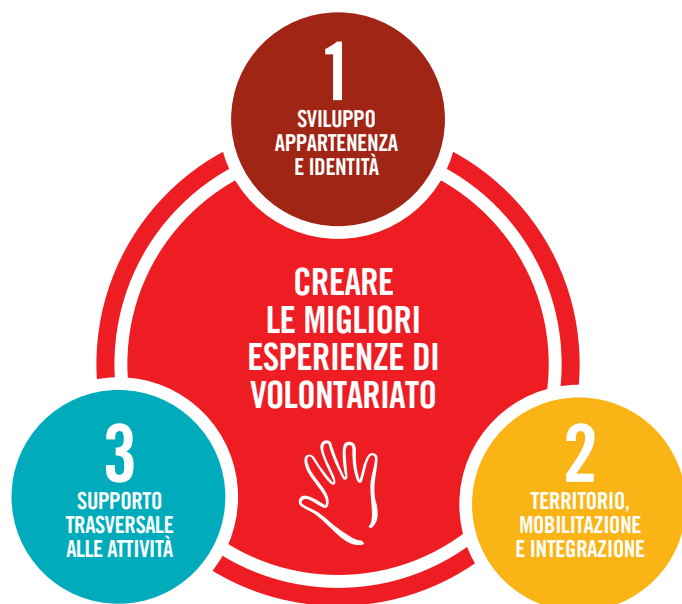 1
SVILUPPO
APPARTENENZA
E IDENTITÀ
CREARE
LE MIGLIORI
ESPERIENZE DI
VOLONTARIATO
3
SUPPORTO
TRASVERSALE
ALLE ATTIVITÀ
2
TERRITORIO,
MOBILITAZIONE
E INTEGRAZIONE